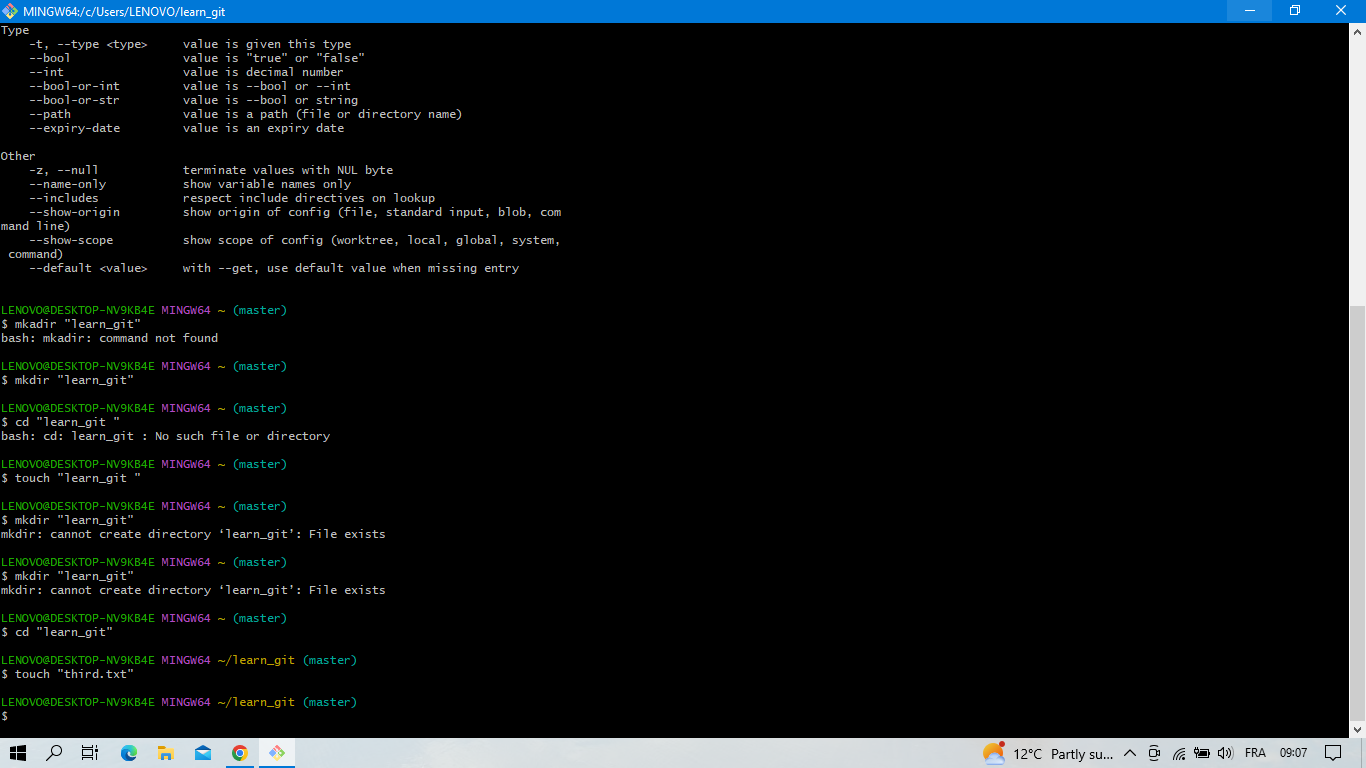 MINGW64:/c/Users/LENOVO/learn_git
Type
    -t, --type <type>     value is given this type
    --bool                value is "true" or "false"
    --int                 value is decimal number
    --bool-or-int         value is --bool or --int
    --bool-or-str         value is --bool or string
    --path                value is a path (file or directory name)
    --expiry-date         value is an expiry date
Other
    -z, --null            terminate values with NUL byte
    --name-only           show variable names only
    --includes            respect include directives on lookup
    --show-origin         show origin of config (file, standard input, blob, com
mand line)
    --show-scope          show scope of config (worktree, local, global, system,
 command)
    --default <value>     with --get, use default value when missing entry
LENOVO@DESKTOP-NV9KB4E MINGW64 ~ (master)
$ mkadir "learn_git"
bash: mkadir: command not found
LENOVO@DESKTOP-NV9KB4E MINGW64 ~ (master)
$ mkdir "learn_git"
LENOVO@DESKTOP-NV9KB4E MINGW64 ~ (master)
$ cd "learn_git "
bash: cd: learn_git : No such file or directory
LENOVO@DESKTOP-NV9KB4E MINGW64 ~ (master)
$ touch "learn_git "
LENOVO@DESKTOP-NV9KB4E MINGW64 ~ (master)
$ mkdir "learn_git"
mkdir: cannot create directory ‘learn_git’: File exists
LENOVO@DESKTOP-NV9KB4E MINGW64 ~ (master)
$ mkdir "learn_git"
mkdir: cannot create directory ‘learn_git’: File exists
LENOVO@DESKTOP-NV9KB4E MINGW64 ~ (master)
$ cd "learn_git"
LENOVO@DESKTOP-NV9KB4E MINGW64 ~/learn_git (master)
$ touch "third.txt"
LENOVO@DESKTOP-NV9KB4E MINGW64 ~/learn_git (master)
$
12°C Partly su... FRA 09:07